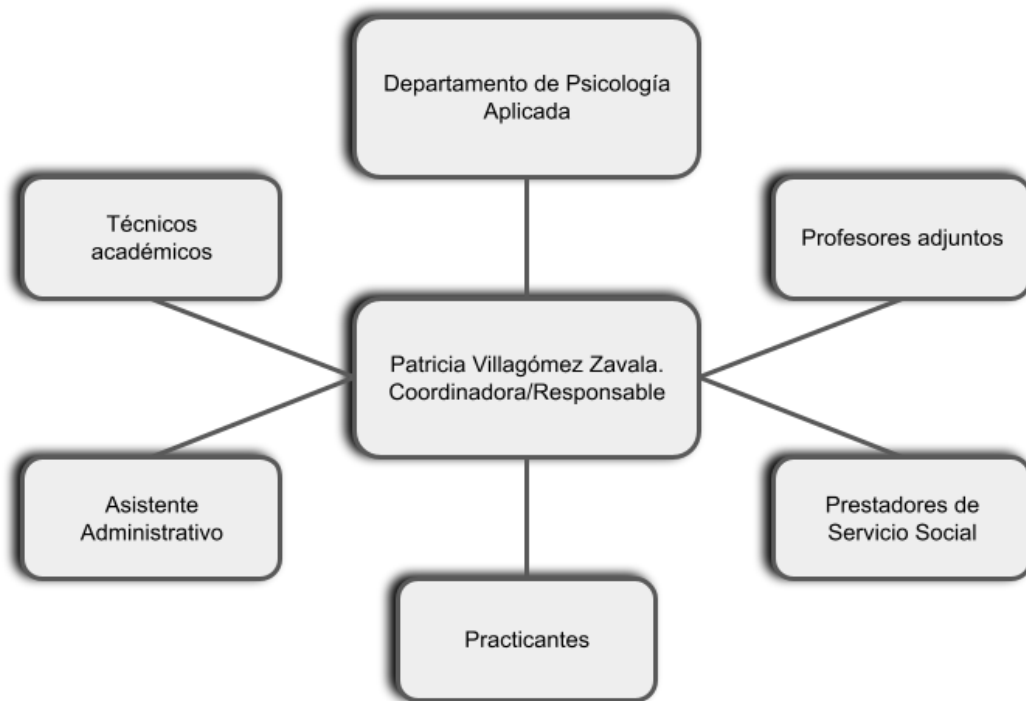 Departamento de Psicología
Aplicada
Técnicos
académicos
Profesores adjuntos
Patricia Villagómez Zavala.
Coordinadora/Responsable
Asistente
Administrativo
Prestadores de
Servicio Social
Practicantes